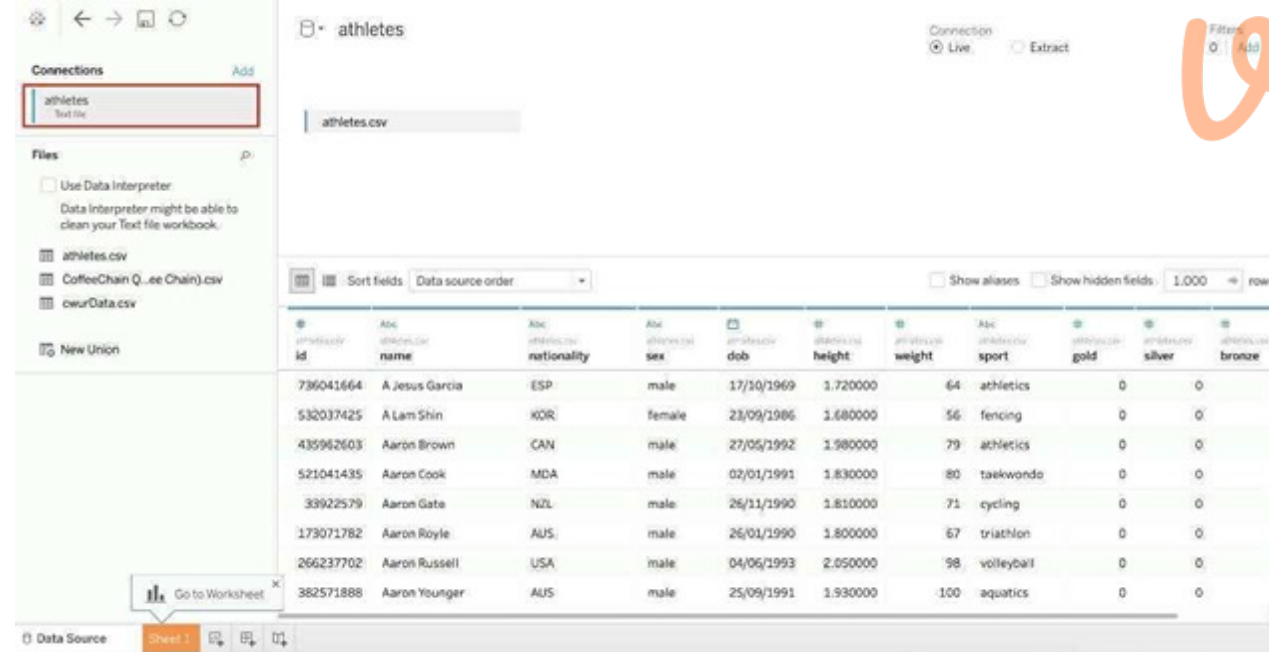 athletes
Connection
Live
Extract
Filters
0
Add
Connections
Add
athletes
Text file
athletes.csv
Files
Use Data Interpreter
Data Interpreter might be able to
clean your Text file workbook.
athletes.csv
CoffeeChain Q...ee Chain).csv
cwurData.csv
New Union
Sort fields Data source order
Show aliases Show hidden fields 1.000 row
Abc Abc Abc Abc
id name nationality sex dob height weight sport gold silver bronze
736041664 A Jesus Garcia ESP male 17/10/1969 1.720000 64 athletics 0 0
532037425 A Lam Shin KOR female 23/09/1986 1.680000 56 fencing 0 0
435962603 Aaron Brown CAN male 27/05/1992 1.980000 79 athletics 0 0
521041435 Aaron Cook MDA male 02/01/1991 1.830000 80 taekwondo 0 0
33922579 Aaron Gate NZL male 26/11/1990 1.810000 71 cycling 0 0
173071782 Aaron Royle AUS male 26/01/1990 1.800000 67 triathlon 0 0
266237702 Aaron Russell USA male 04/06/1993 2.050000 98 volleyball 0 0
382571888 Aaron Younger AUS male 25/09/1991 1.930000 100 aquatics 0 0
Go to Worksheet
Data Source
Sheet 1